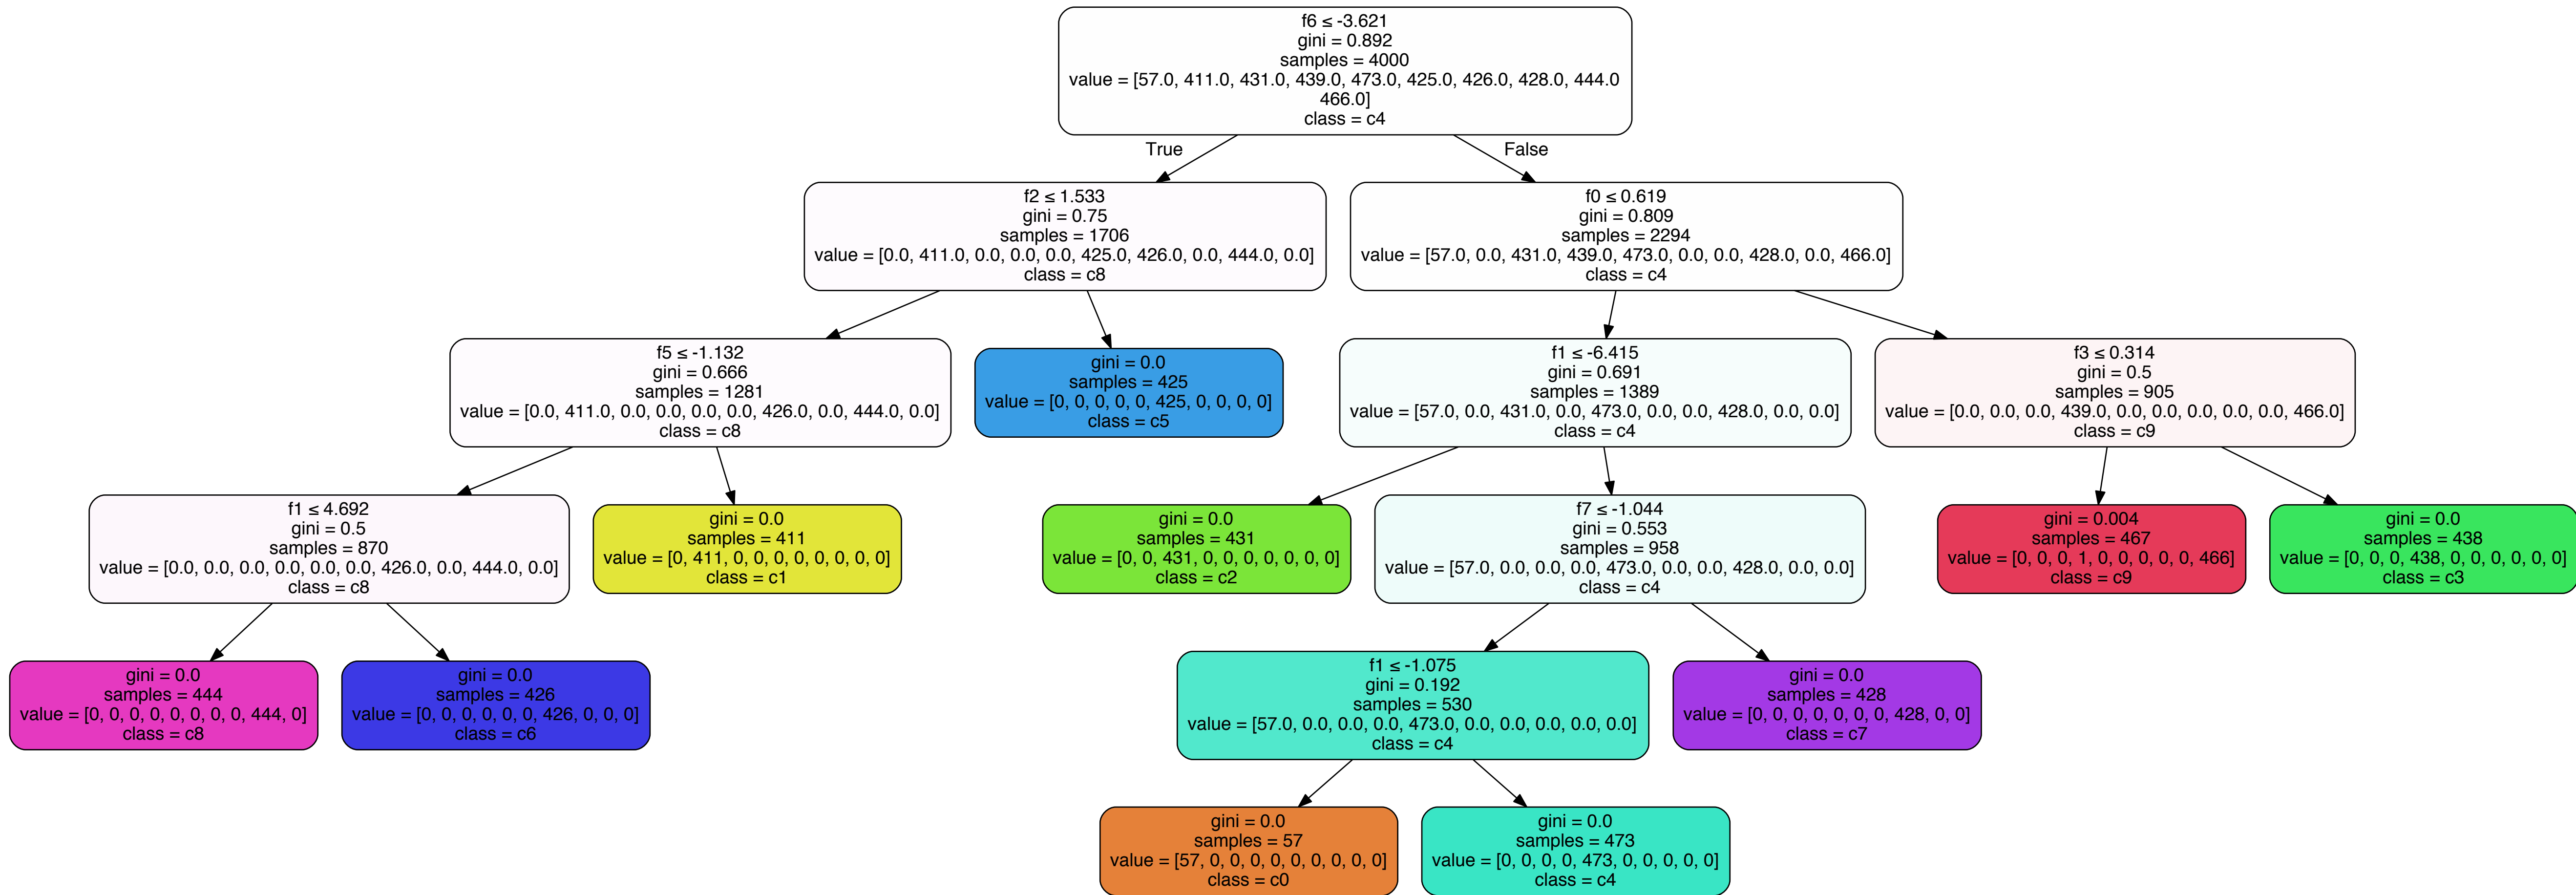 f6 ≤ -3.621
gini = 0.892
samples = 4000
value = [57.0, 411.0, 431.0, 439.0, 473.0, 425.0, 426.0, 428.0, 444.0
466.0]
class = c4
True
False
f2 ≤ 1.533
gini = 0.75
samples = 1706
value = [0.0, 411.0, 0.0, 0.0, 0.0, 425.0, 426.0, 0.0, 444.0, 0.0]
class = c8
f0 ≤ 0.619
gini = 0.809
samples = 2294
value = [57.0, 0.0, 431.0, 439.0, 473.0, 0.0, 0.0, 428.0, 0.0, 466.0]
class = c4
f5 ≤ -1.132
gini = 0.666
samples = 1281
value = [0.0, 411.0, 0.0, 0.0, 0.0, 0.0, 426.0, 0.0, 444.0, 0.0]
class = c8
gini = 0.0
samples = 425
value = [0, 0, 0, 0, 0, 425, 0, 0, 0, 0]
class = c5
f1 ≤ -6.415
gini = 0.691
samples = 1389
value = [57.0, 0.0, 431.0, 0.0, 473.0, 0.0, 0.0, 428.0, 0.0, 0.0]
class = c4
f3 ≤ 0.314
gini = 0.5
samples = 905
value = [0.0, 0.0, 0.0, 439.0, 0.0, 0.0, 0.0, 0.0, 0.0, 466.0]
class = c9
f1 ≤ 4.692
gini = 0.5
samples = 870
value = [0.0, 0.0, 0.0, 0.0, 0.0, 0.0, 426.0, 0.0, 444.0, 0.0]
class = c8
gini = 0.0
samples = 411
value = [0, 411, 0, 0, 0, 0, 0, 0, 0, 0]
class = c1
gini = 0.0
samples = 431
value = [0, 0, 431, 0, 0, 0, 0, 0, 0, 0]
class = c2
f7 ≤ -1.044
gini = 0.553
samples = 958
value = [57.0, 0.0, 0.0, 0.0, 473.0, 0.0, 0.0, 428.0, 0.0, 0.0]
class = c4
gini = 0.004
samples = 467
value = [0, 0, 0, 1, 0, 0, 0, 0, 0, 466]
class = c9
gini = 0.0
samples = 438
value = [0, 0, 0, 438, 0, 0, 0, 0, 0, 0]
class = c3
gini = 0.0
samples = 444
value = [0, 0, 0, 0, 0, 0, 0, 0, 444, 0]
class = c8
gini = 0.0
samples = 426
value = [0, 0, 0, 0, 0, 0, 426, 0, 0, 0]
class = c6
f1 ≤ -1.075
gini = 0.192
samples = 530
value = [57.0, 0.0, 0.0, 0.0, 473.0, 0.0, 0.0, 0.0, 0.0, 0.0]
class = c4
gini = 0.0
samples = 428
value = [0, 0, 0, 0, 0, 0, 0, 428, 0, 0]
class = c7
gini = 0.0
samples = 57
value = [57, 0, 0, 0, 0, 0, 0, 0, 0, 0]
class = c0
gini = 0.0
samples = 473
value = [0, 0, 0, 0, 473, 0, 0, 0, 0, 0]
class = c4